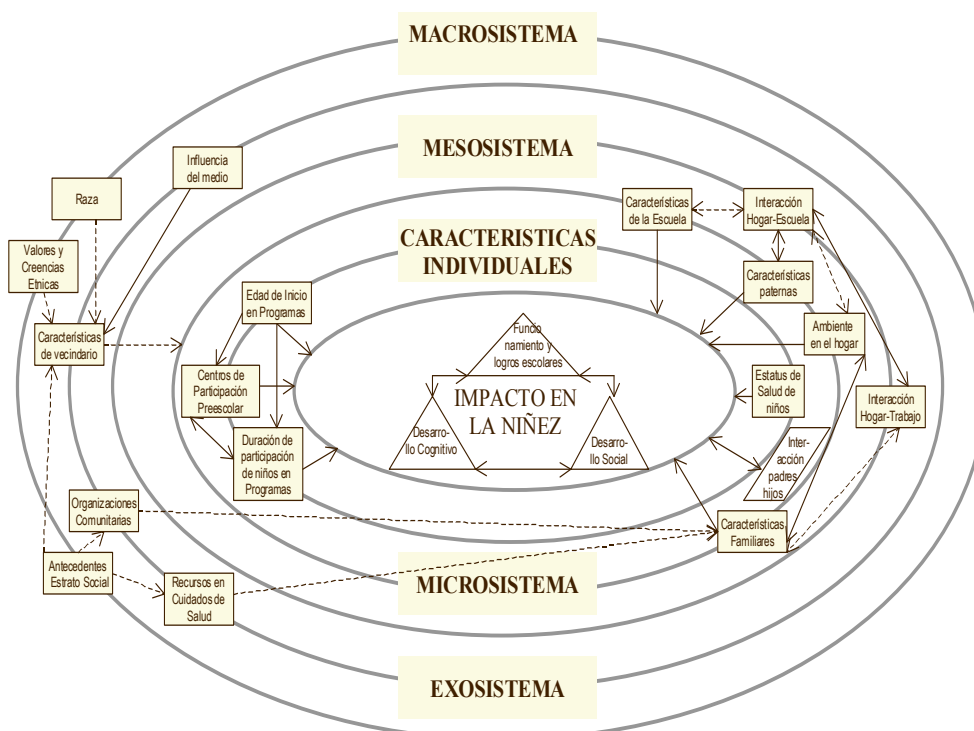 MACROSISTEMA
MESOSISTEMA
Influencia
del medio
Raza
Características
de la Escuela
Interacción
Hogar-Escuela
CARACTERISTICAS
INDIVIDUALES
Valores y
Creencias
Etnicas
Características
paternas
Edad de Inicio
en Programas
Características
de vecindario
Ambiente
en el hogar
Funcio
namiento y
logros escolares
Centros de
Participación
Preescolar
IMPACTO EN
LA NIÑEZ
Estatus de
Salud de
niños
Interacción
Hogar-Trabajo
Desarro-
llo Cognitivo
Desarro-
llo Social
Duración de
participación
de niños en
Programas
Inter-
acción
padres
hijos
Organizaciones
Comunitarias
Características
Familiares
Antecedentes
Estrato Social
Recursos en
Cuidados de
Salud
MICROSISTEMA
EXOSISTEMA